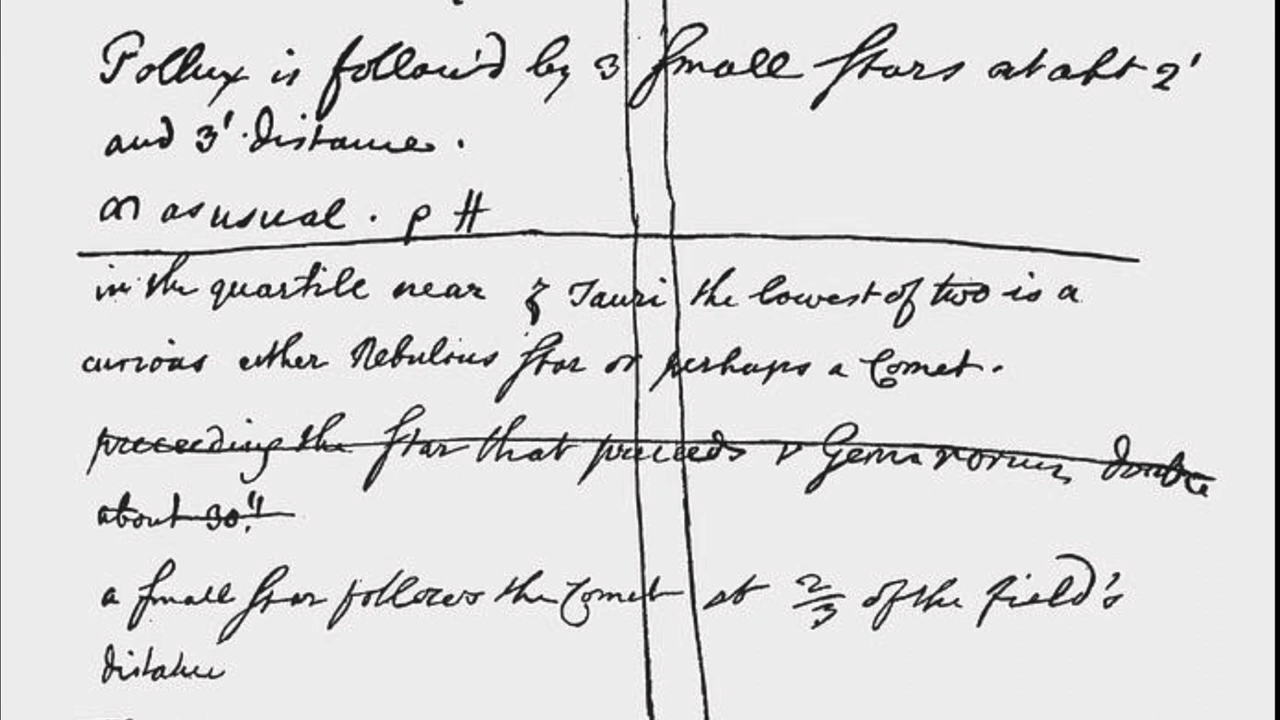 Pollux is follow'd by 3 small stars at abt 2'
and 3' distance.
as usual. p #
in the quartile near ζ Tauri the lowest of two is a
curious either Nebulous star or perhaps a Comet.
preceeding the star that preceeds ν Geminorum double
about 30"
a small star follows the Comet at 2/3 of the field's
distance